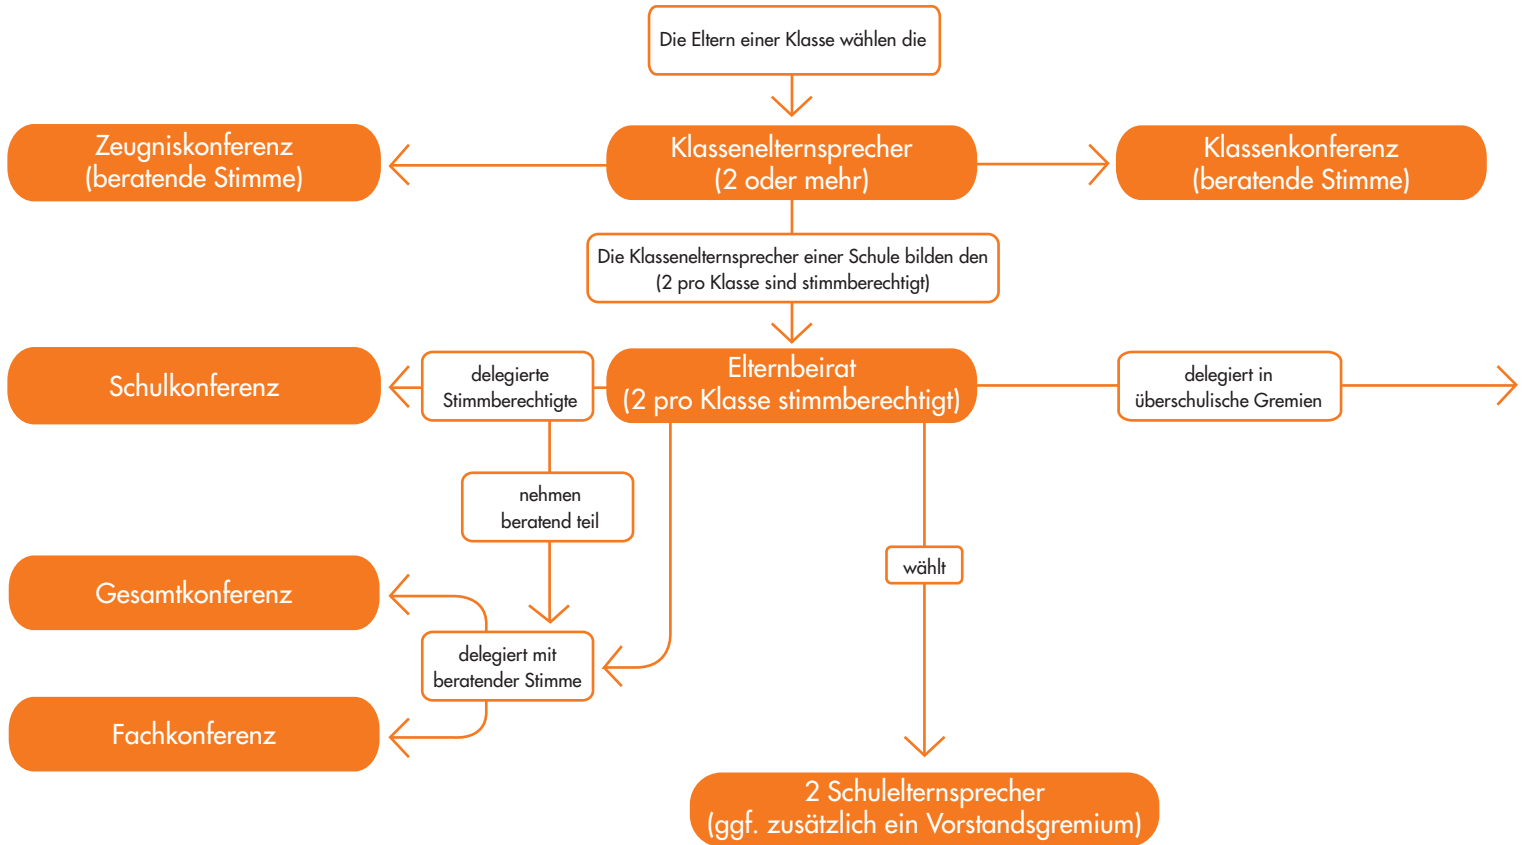 Die Eltern einer Klasse wählen die
Zeugniskonferenz
(beratende Stimme)
Klassenelternsprecher
(2 oder mehr)
Klassenkonferenz
(beratende Stimme)
Die Klassenelternsprecher einer Schule bilden den
(2 pro Klasse sind stimmberechtigt)
Schulkonferenz
delegierte
Stimmberechtigte
Elternbeirat
(2 pro Klasse stimmberechtigt)
delegiert in
überschulische Gremien
nehmen
beratend teil
wählt
Gesamtkonferenz
delegiert mit
beratender Stimme
Fachkonferenz
2 Schulelternsprecher
(ggf. zusätzlich ein Vorstandsgremium)